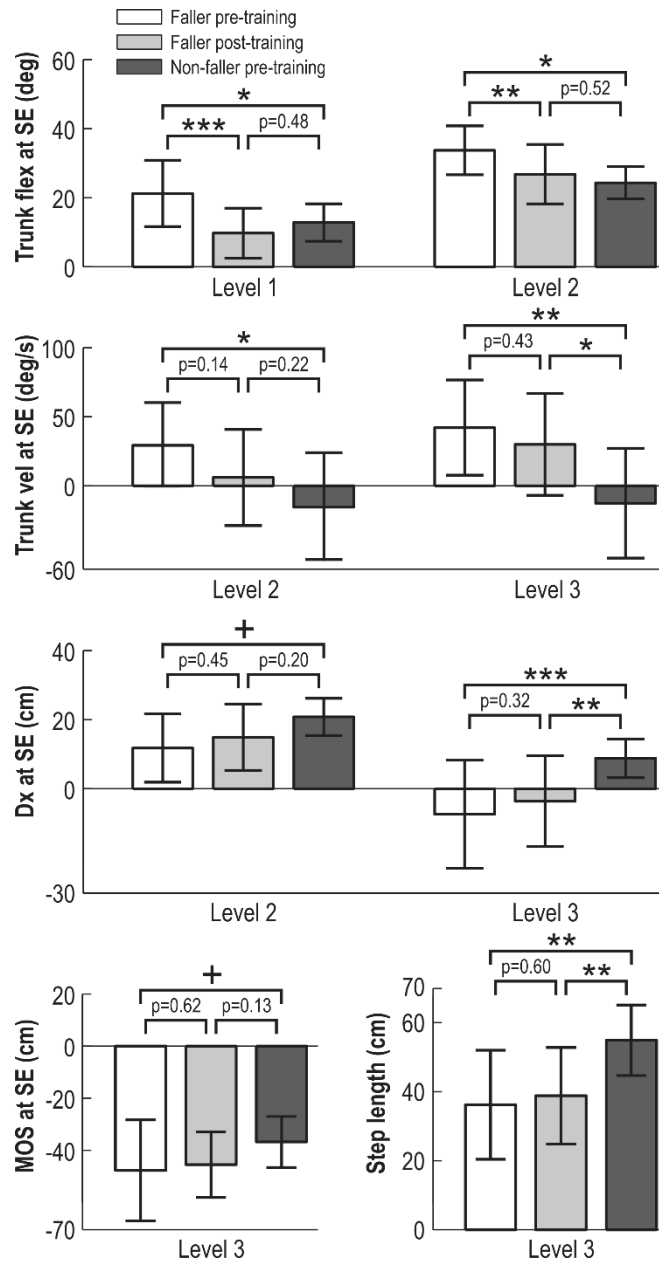 Faller pre-training
Faller post-training
Non-faller pre-training
Trunk flex at SE (deg)
60
40
20
0
*
***
p=0.48
Level 1
*
**
p=0.52
Level 2
Trunk vel at SE (deg/s)
100
50
0
-60
*
p=0.14
p=0.22
Level 2
**
p=0.43
*
Level 3
Dx at SE (cm)
40
20
0
-30
+
p=0.45
p=0.20
Level 2
***
p=0.32
**
Level 3
MOS at SE (cm)
20
0
-20
-40
-70
+
p=0.62
p=0.13
Level 3
Step length (cm)
70
60
40
20
0
**
p=0.60
**
Level 3